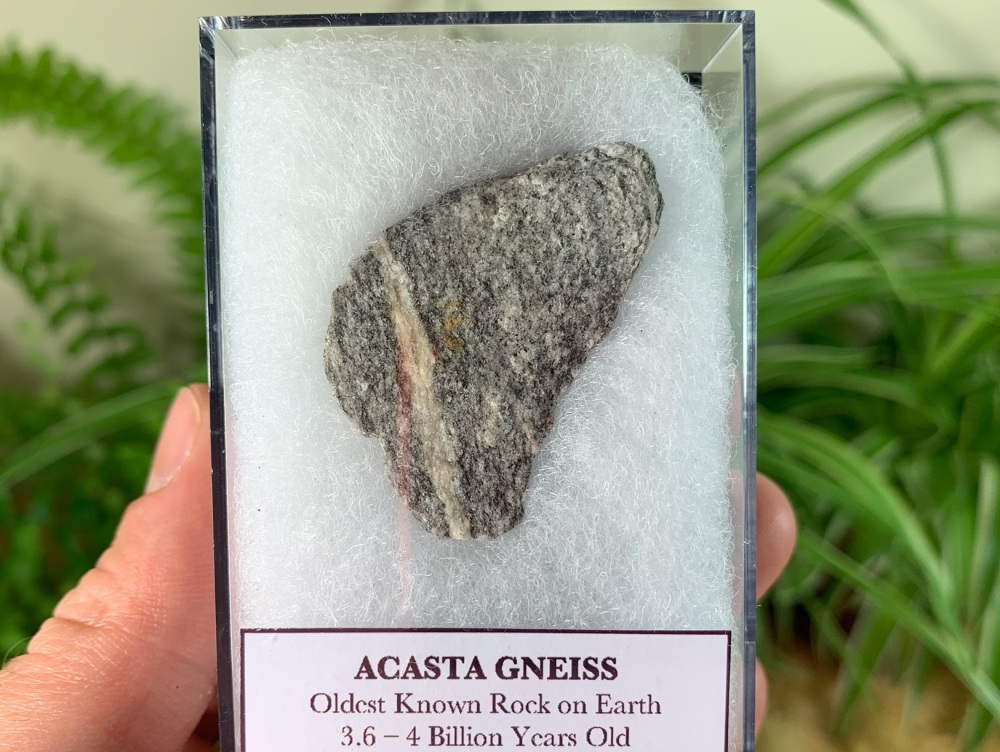 ACASTA GNEISS
Oldest Known Rock on Earth
3.6 – 4 Billion Years Old